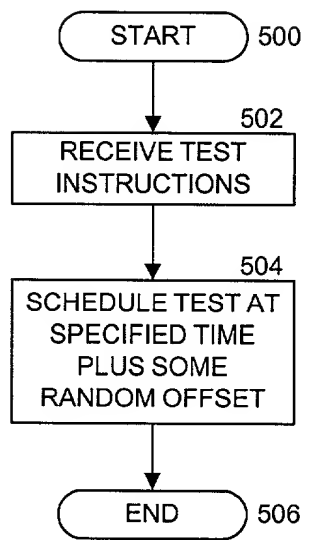 START 500
502
RECEIVE TEST
INSTRUCTIONS
504
SCHEDULE TEST AT
SPECIFIED TIME
PLUS SOME
RANDOM OFFSET
END 506